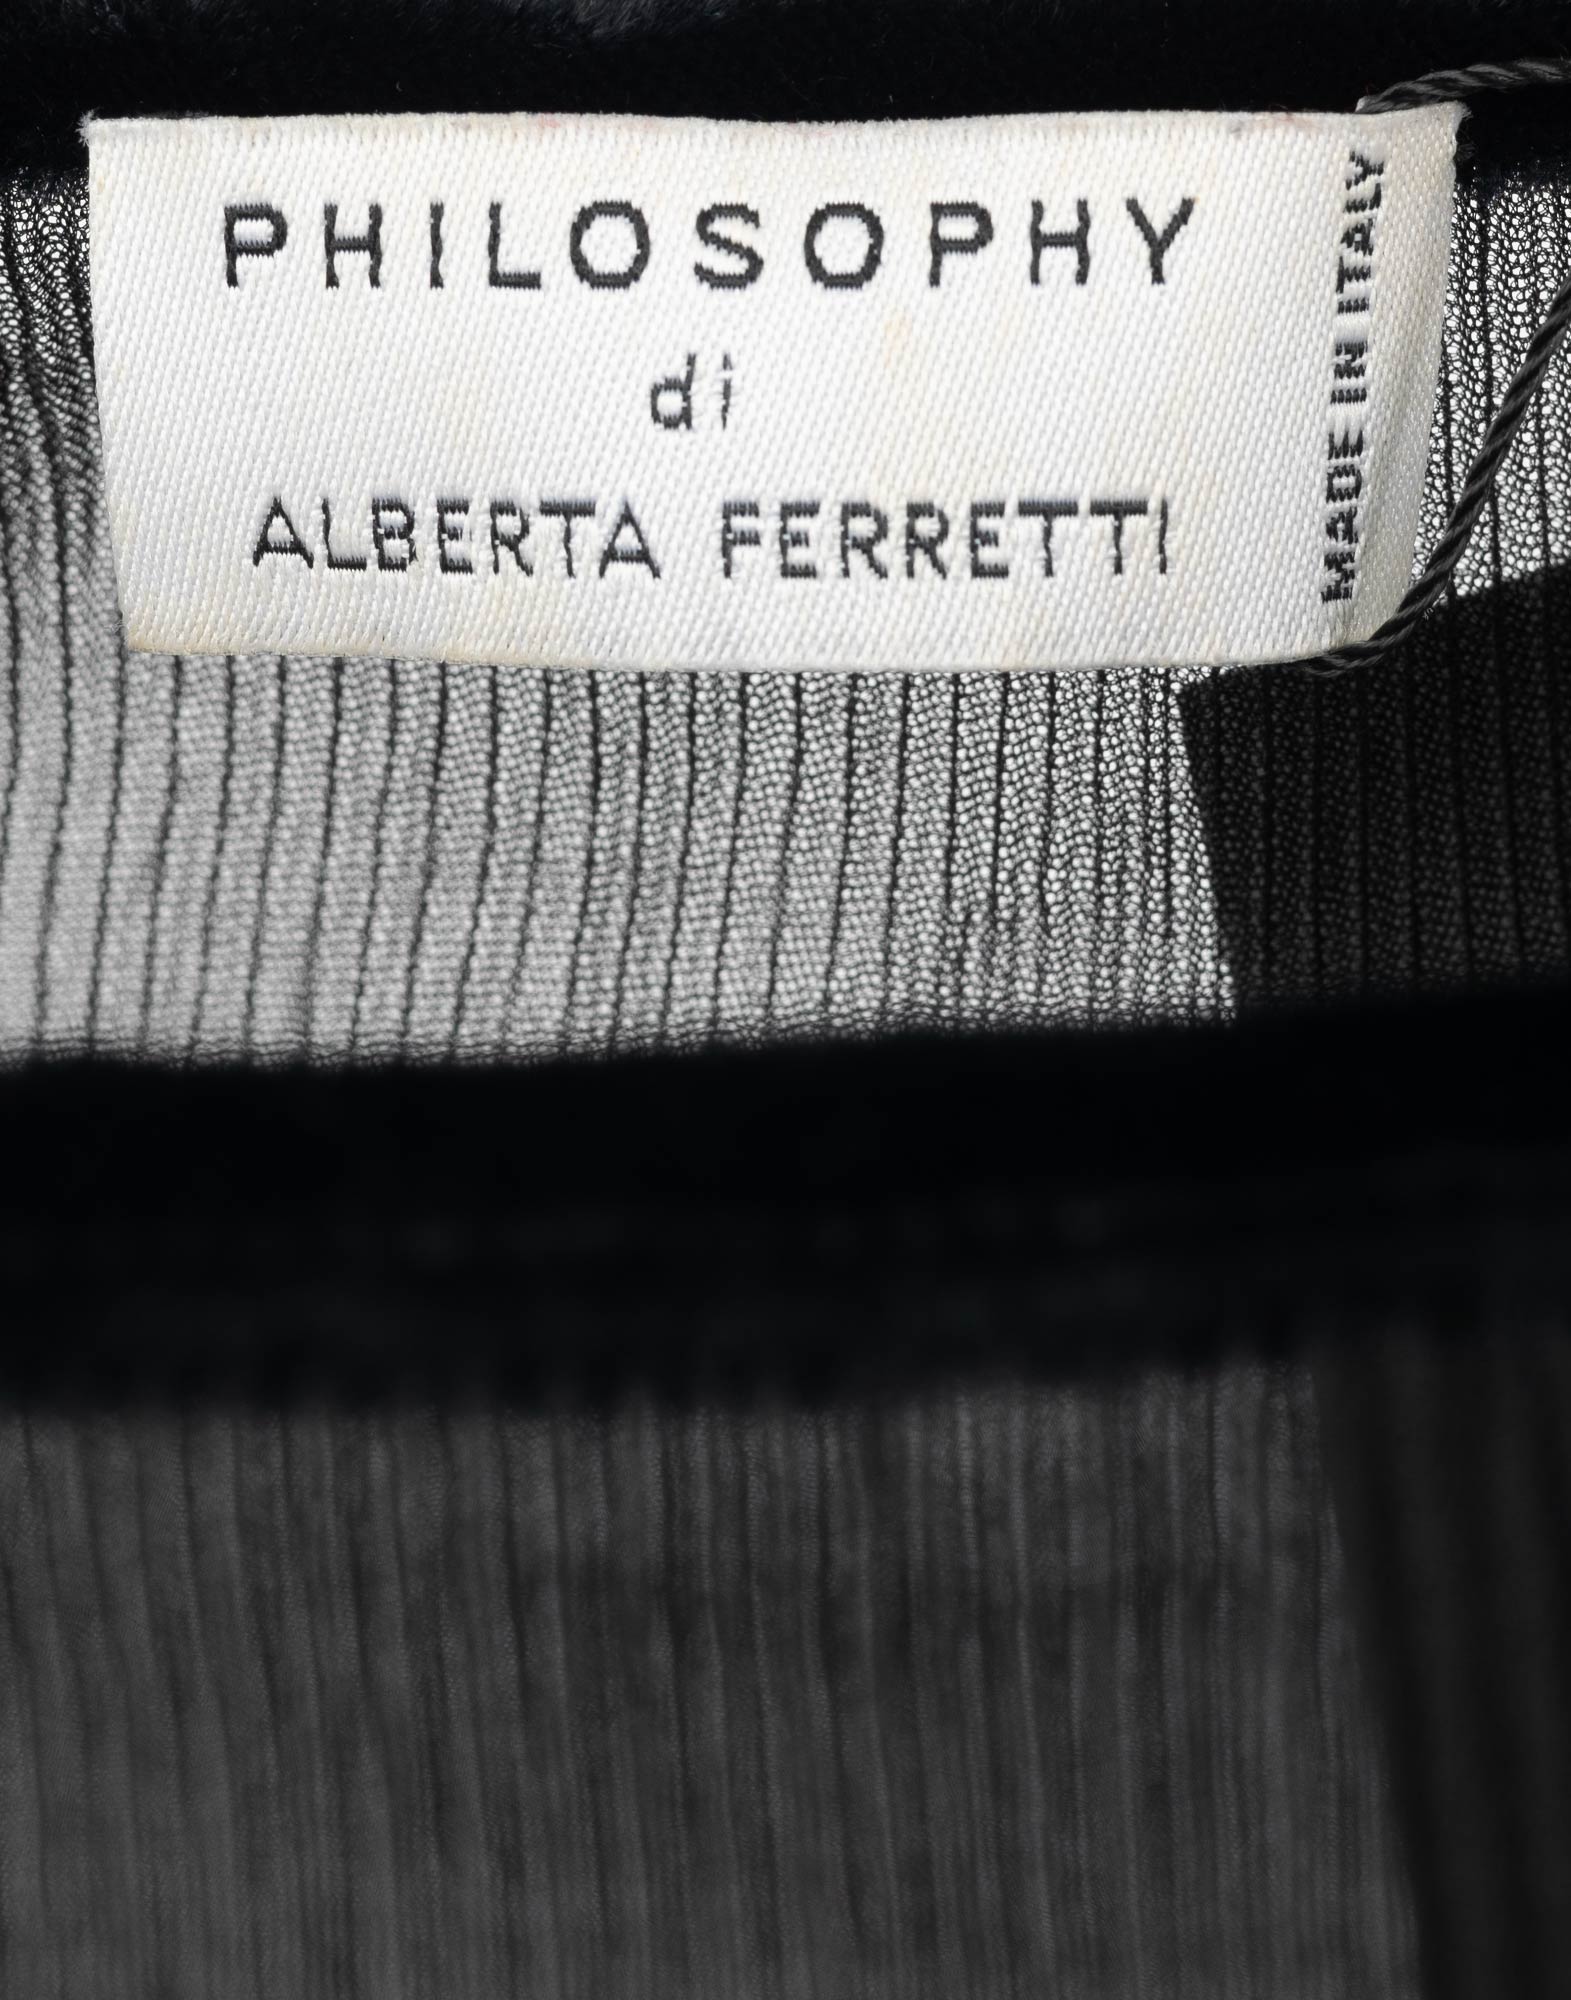 PHILOSOPHY
di
ALBERTA FERRETTI
MADE IN ITALY